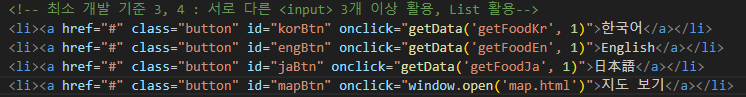 <!-- 최소 개발 기준 3, 4 : 서로 다른 <input> 3개 이상 활용, List 활용-->
<li><a href="#" class="button" id="korBtn" onclick="getData('getFoodKr', 1)">한국어</a></li>
<li><a href="#" class="button" id="engBtn" onclick="getData('getFoodEn', 1)">English</a></li>
<li><a href="#" class="button" id="jaBtn" onclick="getData('getFoodJa', 1)">日本語</a></li>
<li><a href="#" class="button" id="mapBtn" onclick="window.open('map.html')">지도 보기</a></li>